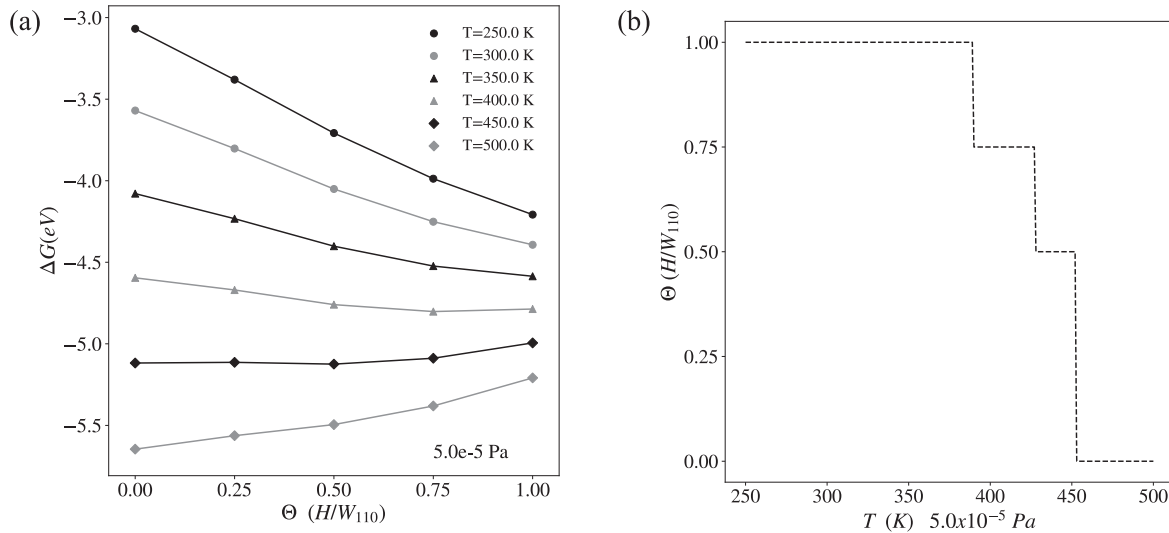 (a)
−3.0
−3.5
−4.0
−4.5
−5.0
−5.5
ΔG(eV)
T=250.0 K
T=300.0 K
T=350.0 K
T=400.0 K
T=450.0 K
T=500.0 K
5.0e-5 Pa
0.00 0.25 0.50 0.75 1.00
Θ (H/W₁₁₀)
(b)
1.00
0.75
0.50
0.25
0.00
Θ (H/W₁₁₀)
250 300 350 400 450 500
T (K) 5.0x10⁻⁵ Pa